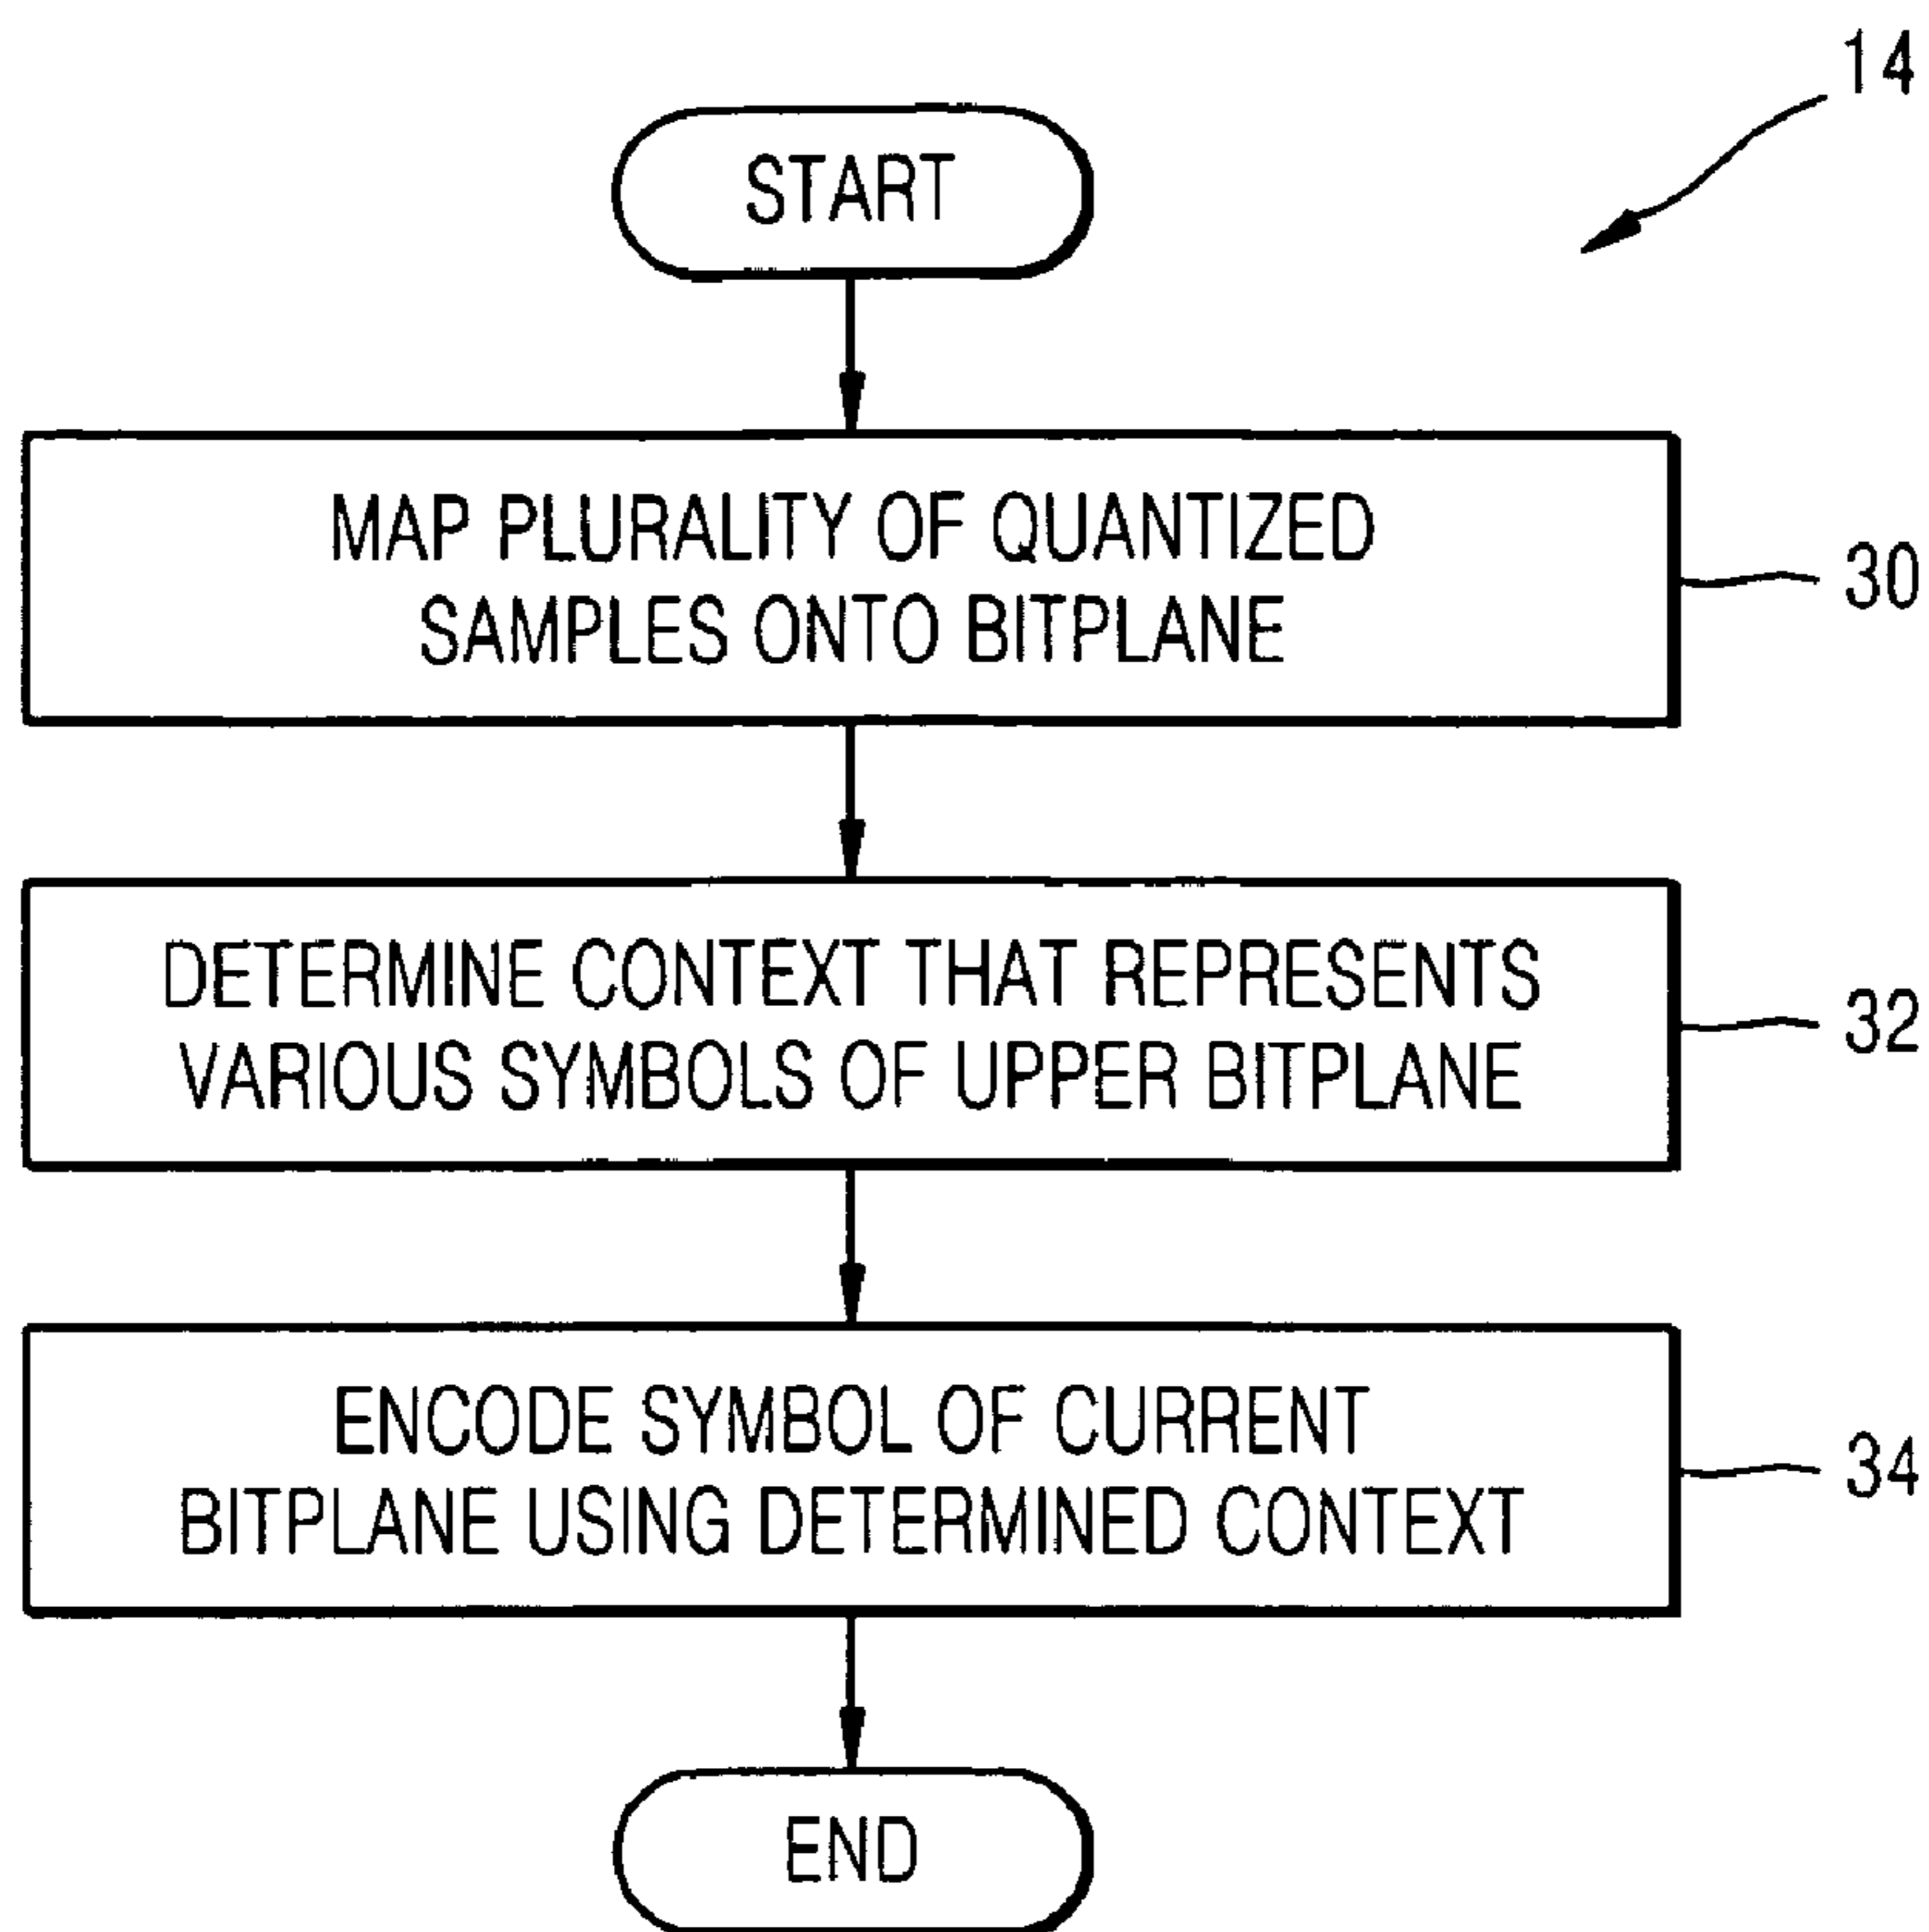 14
START
MAP PLURALITY OF QUANTIZED
SAMPLES ONTO BITPLANE
30
DETERMINE CONTEXT THAT REPRESENTS
VARIOUS SYMBOLS OF UPPER BITPLANE
32
ENCODE SYMBOL OF CURRENT
BITPLANE USING DETERMINED CONTEXT
34
END